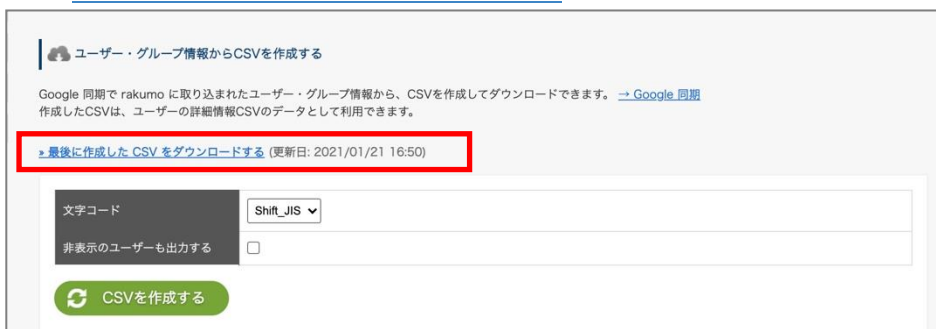 ユーザー・グループ情報からCSVを作成する
Google 同期で rakumo に取り込まれたユーザー・グループ情報から、CSVを作成してダウンロードできます。 → Google 同期
作成したCSVは、ユーザーの詳細情報CSVのデータとして利用できます。
» 最後に作成した CSV をダウンロードする (更新日: 2021/01/21 16:50)
文字コード Shift_JIS
非表示のユーザーも出力する
CSVを作成する